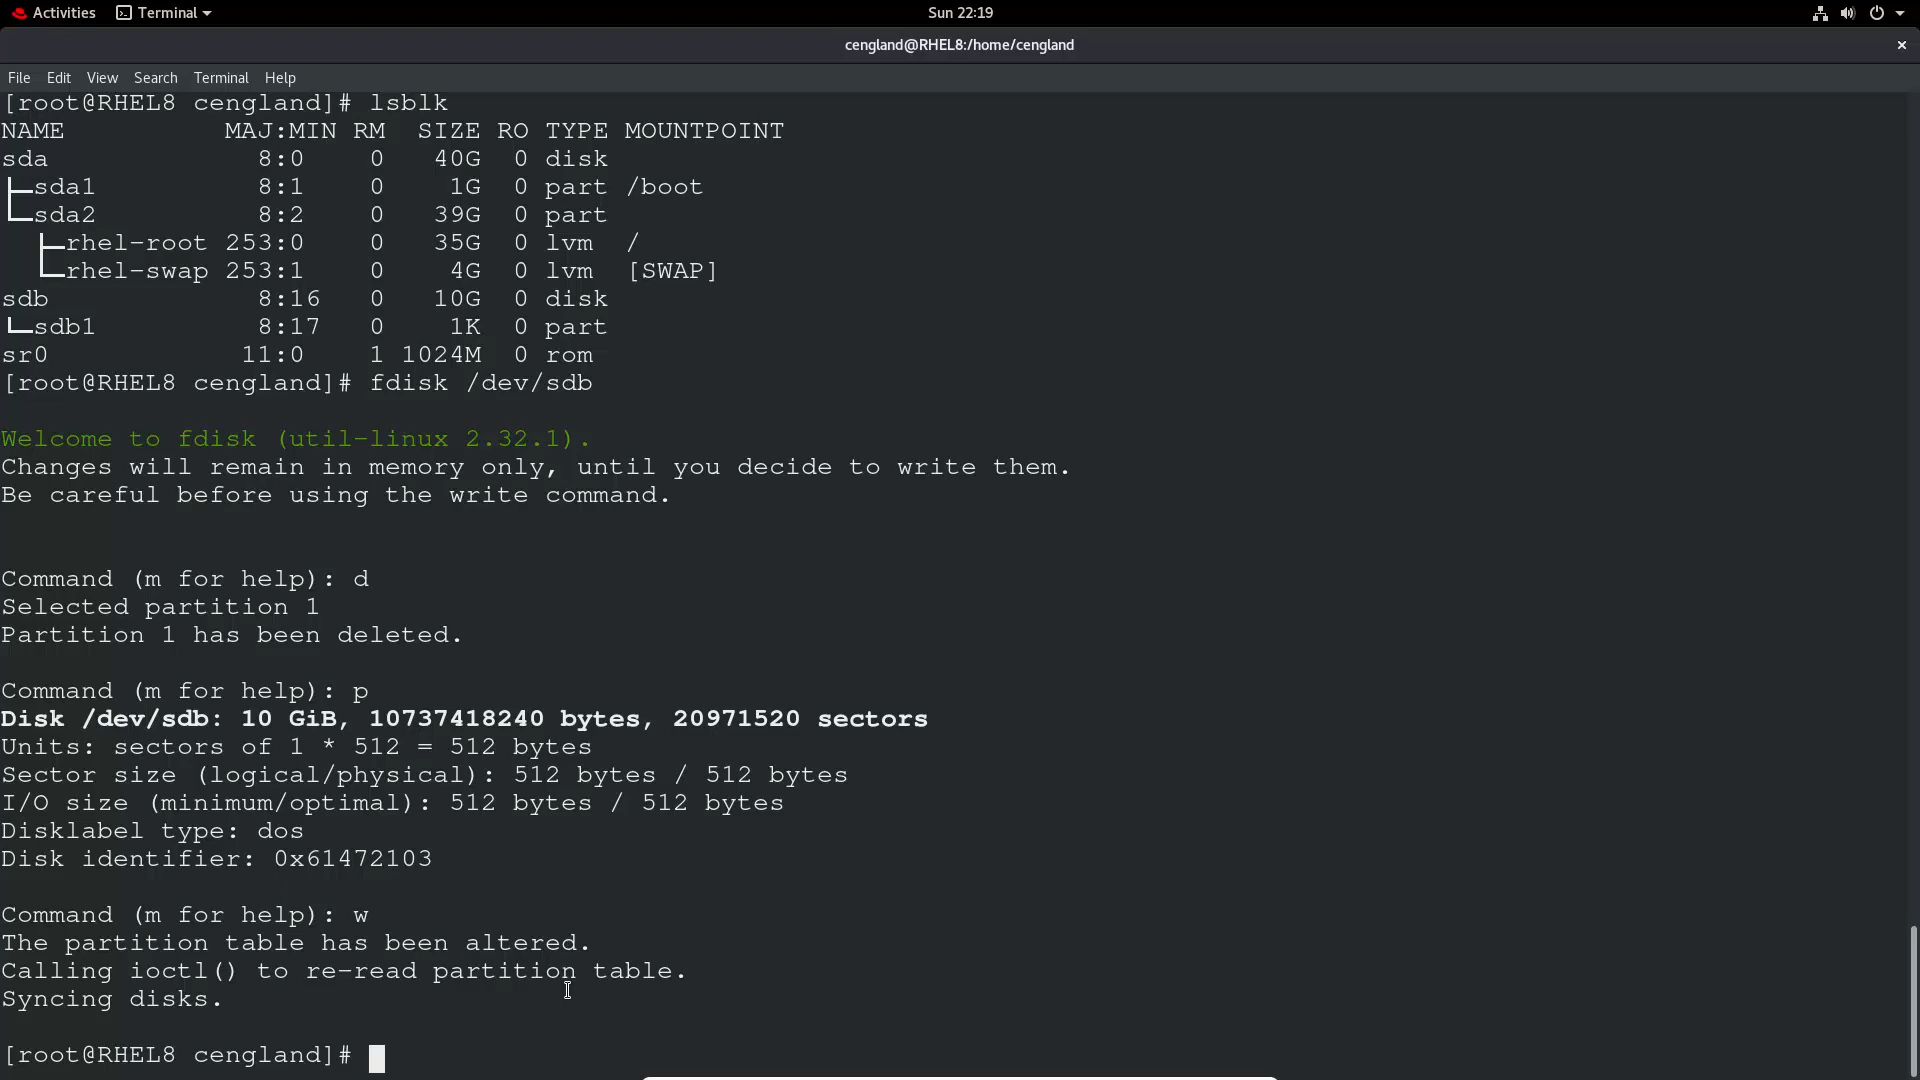 Activities Terminal Sun 22:19
cengland@RHEL8:/home/cengland
File Edit View Search Terminal Help
[root@RHEL8 cengland]# lsblk
NAME MAJ:MIN RM SIZE RO TYPE MOUNTPOINT
sda 8:0 0 40G 0 disk
├─sda1 8:1 0 1G 0 part /boot
└─sda2 8:2 0 39G 0 part
  ├─rhel-root 253:0 0 35G 0 lvm /
  └─rhel-swap 253:1 0 4G 0 lvm [SWAP]
sdb 8:16 0 10G 0 disk
└─sdb1 8:17 0 1K 0 part
sr0 11:0 1 1024M 0 rom
[root@RHEL8 cengland]# fdisk /dev/sdb
Welcome to fdisk (util-linux 2.32.1).
Changes will remain in memory only, until you decide to write them.
Be careful before using the write command.
Command (m for help): d
Selected partition 1
Partition 1 has been deleted.
Command (m for help): p
Disk /dev/sdb: 10 GiB, 10737418240 bytes, 20971520 sectors
Units: sectors of 1 * 512 = 512 bytes
Sector size (logical/physical): 512 bytes / 512 bytes
I/O size (minimum/optimal): 512 bytes / 512 bytes
Disklabel type: dos
Disk identifier: 0x61472103
Command (m for help): w
The partition table has been altered.
Calling ioctl() to re-read partition table.
Syncing disks.
[root@RHEL8 cengland]#